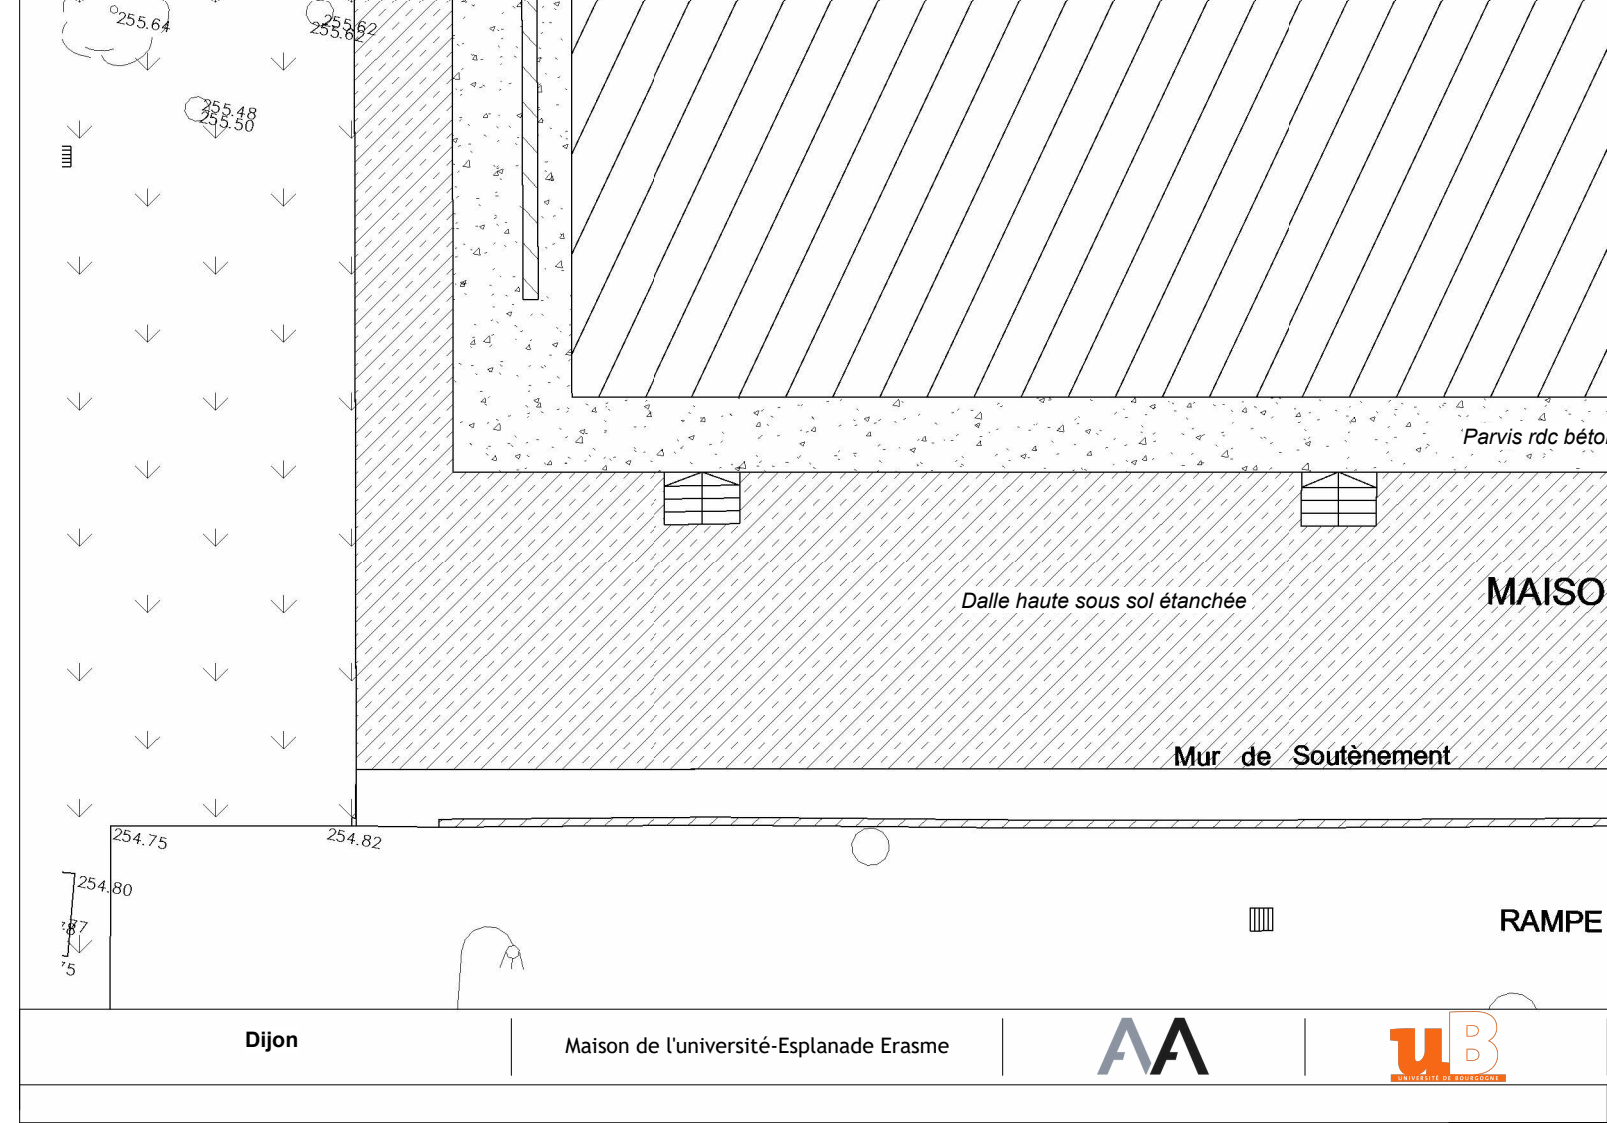 255.64
255.62
255.62
255.48
255.50
Parvis rdc béto
Dalle haute sous sol étanchée
MAISO
Mur de Soutènement
254.75
254.82
254.80
RAMPE
Dijon
Maison de l'université-Esplanade Erasme
uB
UNIVERSITÉ DE BOURGOGNE